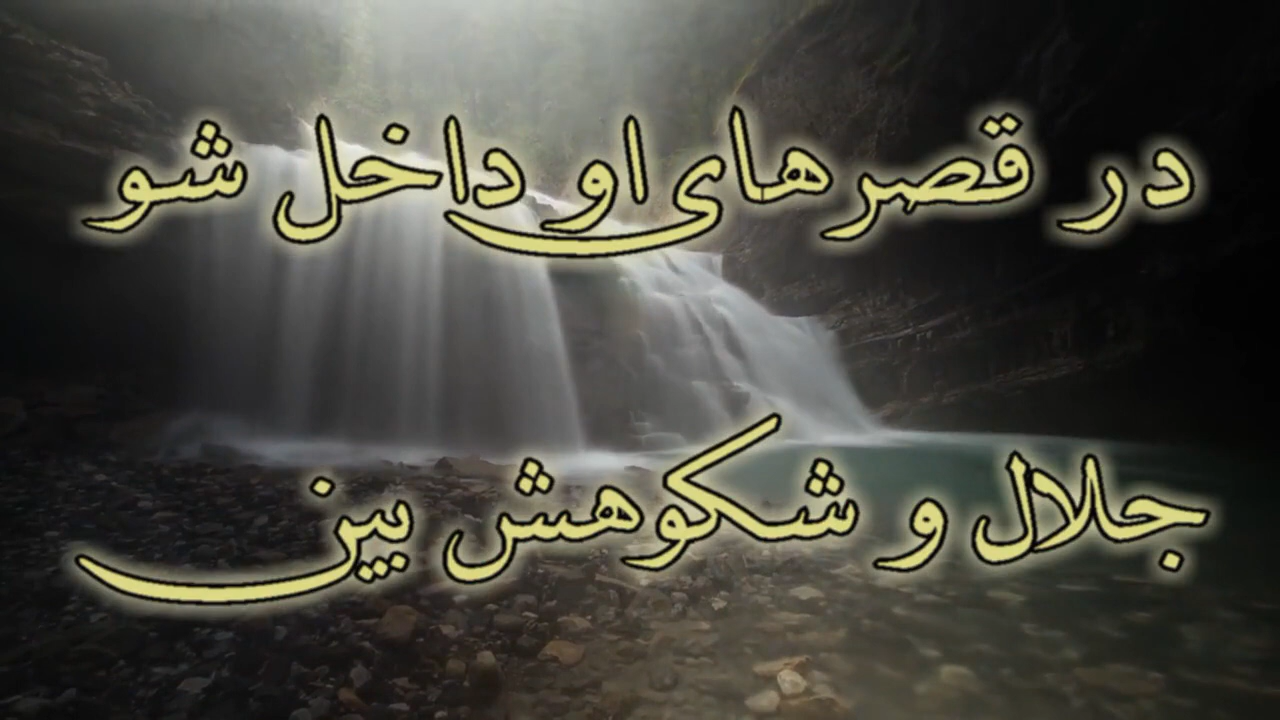 در قصرهای او داخل شو
جلال و شکوهش بین